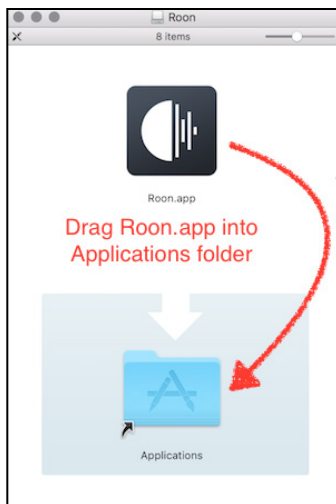 Roon
8 items
Roon.app
Drag Roon.app into
Applications folder
Applications